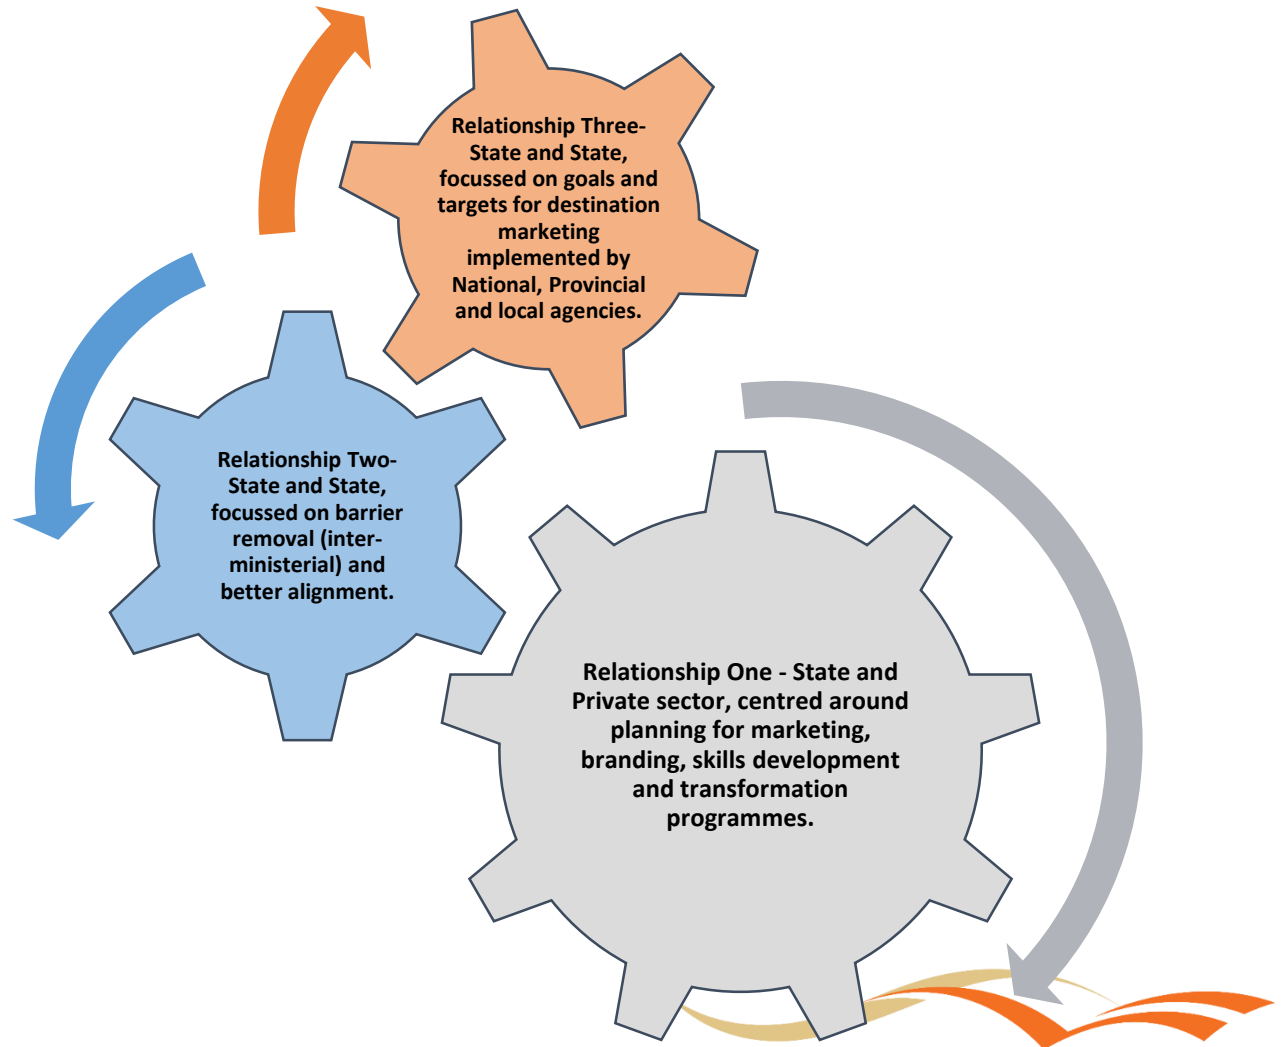 Relationship Three-
State and State,
focussed on goals and
targets for destination
marketing
implemented by
National, Provincial
and local agencies.
Relationship Two-
State and State,
focussed on barrier
removal (inter-
ministerial) and
better alignment.
Relationship One - State and
Private sector, centred around
planning for marketing,
branding, skills development
and transformation
programmes.